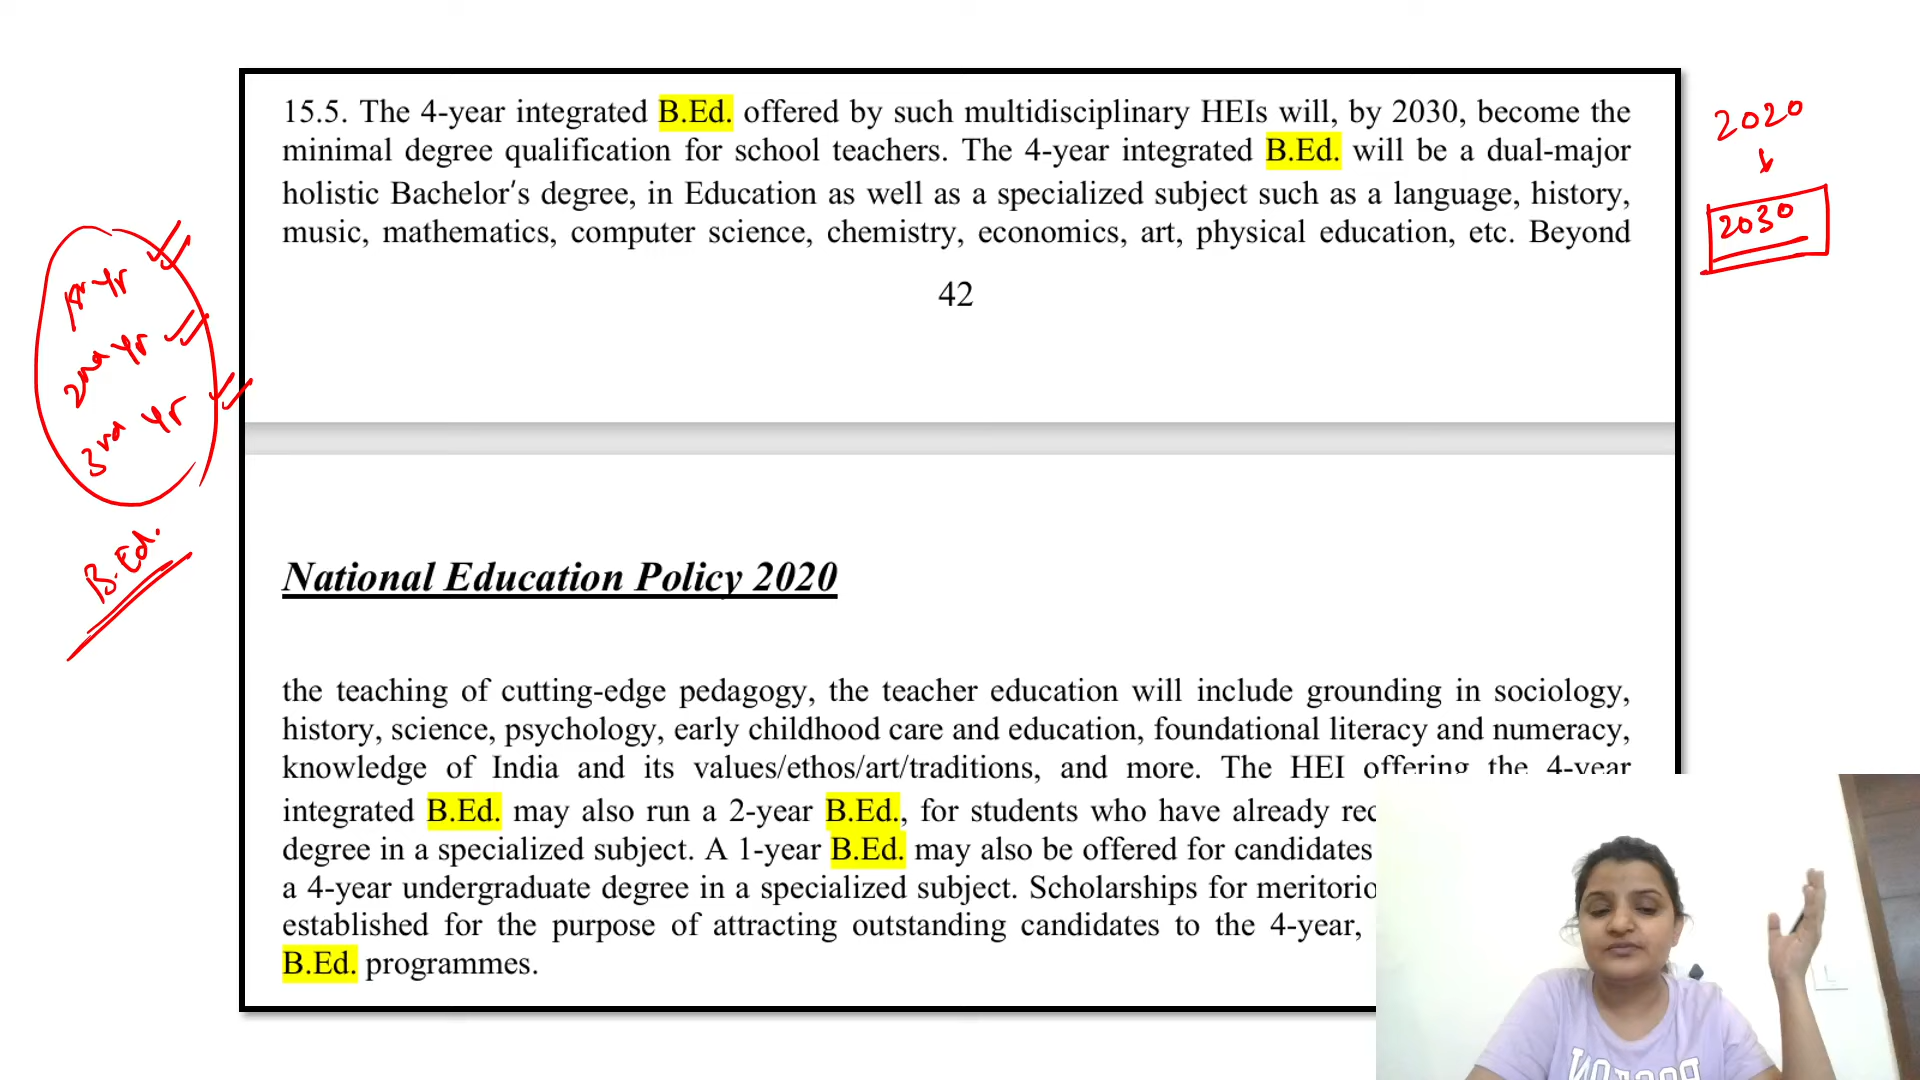 15.5. The 4-year integrated B.Ed. offered by such multidisciplinary HEIs will, by 2030, become the
minimal degree qualification for school teachers. The 4-year integrated B.Ed. will be a dual-major
holistic Bachelor's degree, in Education as well as a specialized subject such as a language, history,
music, mathematics, computer science, chemistry, economics, art, physical education, etc. Beyond
42
2020
2030
1st Yr
2nd Yr
3rd Yr
B.Ed.
National Education Policy 2020
the teaching of cutting-edge pedagogy, the teacher education will include grounding in sociology,
history, science, psychology, early childhood care and education, foundational literacy and numeracy,
knowledge of India and its values/ethos/art/traditions, and more. The HEI offering the 4-year
integrated B.Ed. may also run a 2-year B.Ed., for students who have already
degree in a specialized subject. A 1-year B.Ed. may also be offered for candidates
a 4-year undergraduate degree in a specialized subject. Scholarships for
established for the purpose of attracting outstanding candidates to the 4-year,
B.Ed. programmes.